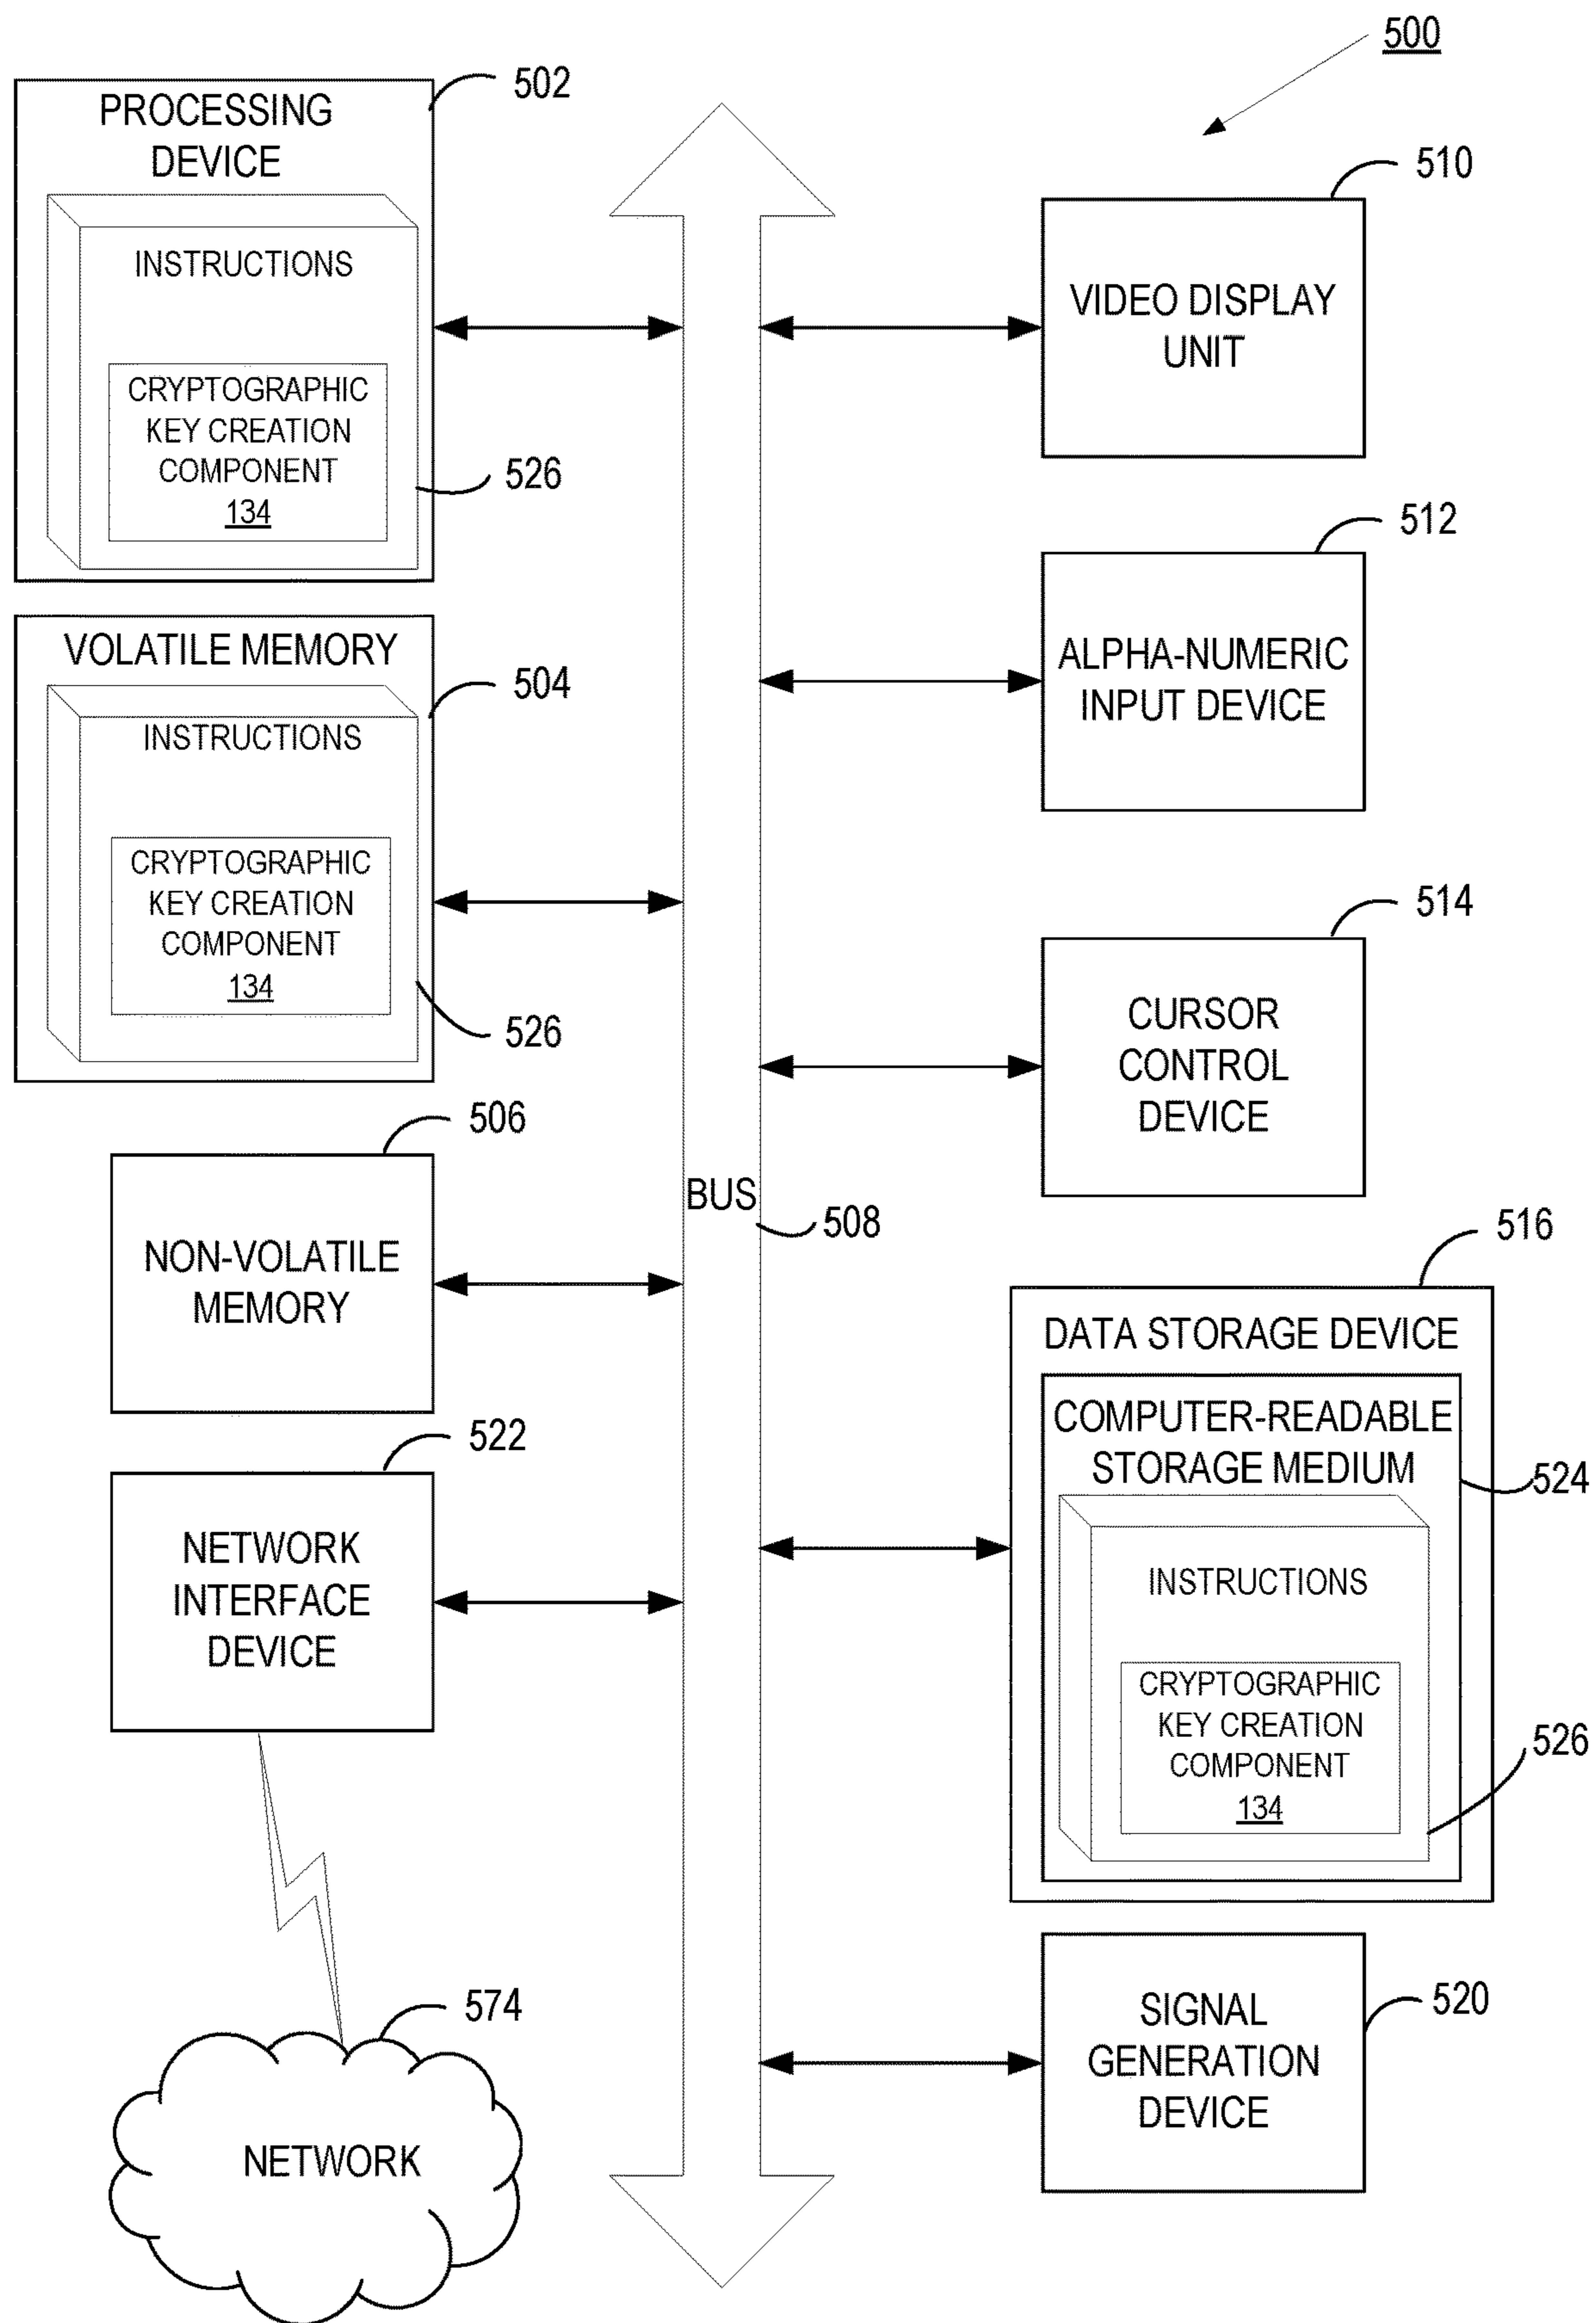 500
502
PROCESSING
DEVICE
INSTRUCTIONS
CRYPTOGRAPHIC
KEY CREATION
COMPONENT
134
526
VOLATILE MEMORY
504
INSTRUCTIONS
CRYPTOGRAPHIC
KEY CREATION
COMPONENT
134
526
506
NON-VOLATILE
MEMORY
522
NETWORK
INTERFACE
DEVICE
574
NETWORK
BUS
508
510
VIDEO DISPLAY
UNIT
512
ALPHA-NUMERIC
INPUT DEVICE
514
CURSOR
CONTROL
DEVICE
516
DATA STORAGE DEVICE
COMPUTER-READABLE
STORAGE MEDIUM
524
INSTRUCTIONS
CRYPTOGRAPHIC
KEY CREATION
COMPONENT
134
526
SIGNAL
GENERATION
DEVICE
520